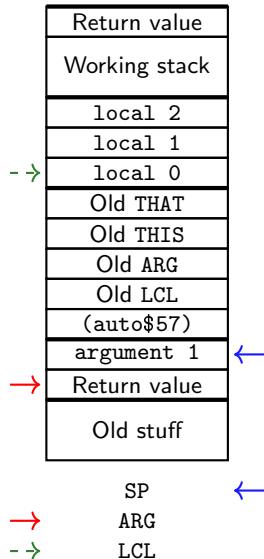 Return value
Working stack
local 2
local 1
local 0
Old THAT
Old THIS
Old ARG
Old LCL
(auto$57)
argument 1
Return value
Old stuff
SP
ARG
LCL